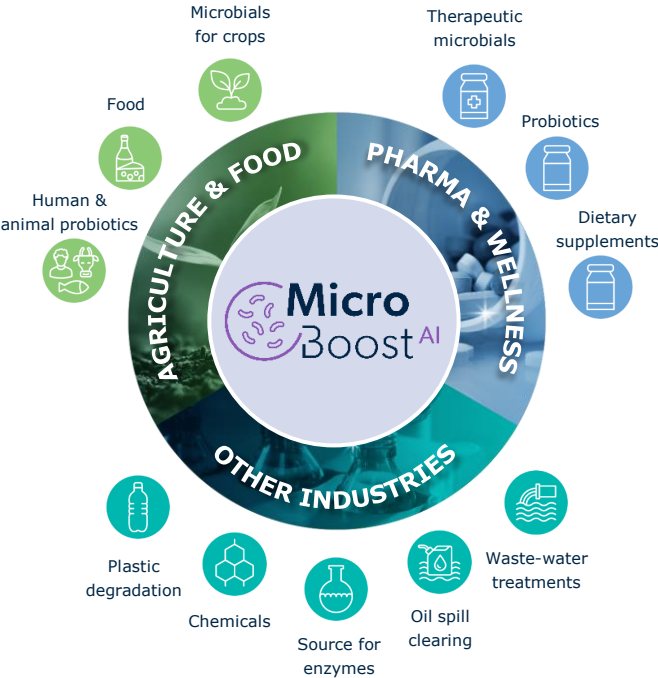 Microbials
for crops
Food
Human &
animal probiotics
AGRICULTURE & FOOD
Therapeutic
microbials
Probiotics
Dietary
supplements
PHARMA & WELLNESS
Micro
Boost AI
OTHER INDUSTRIES
Plastic
degradation
Chemicals
Source for
enzymes
Oil spill
clearing
Waste-water
treatments